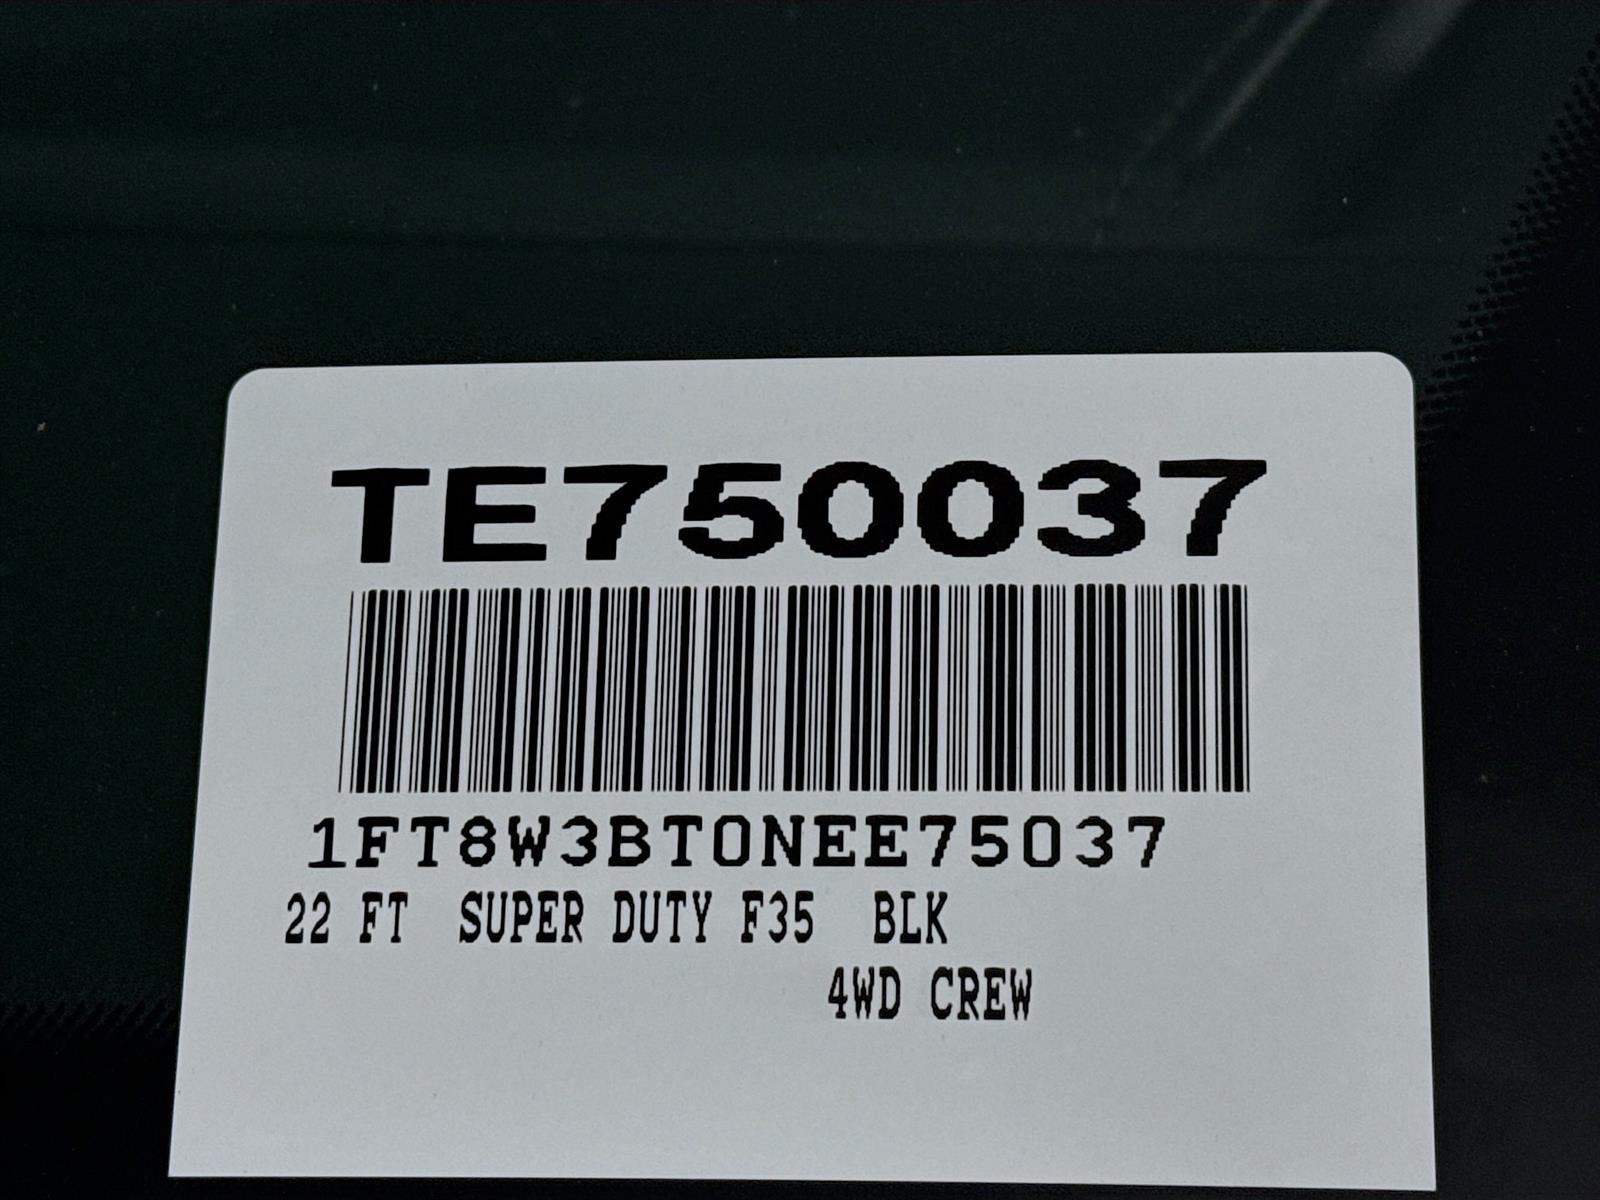 TE750037
1FT8W3BT0NEE75037
22 FT SUPER DUTY F35 BLK
4WD CREW